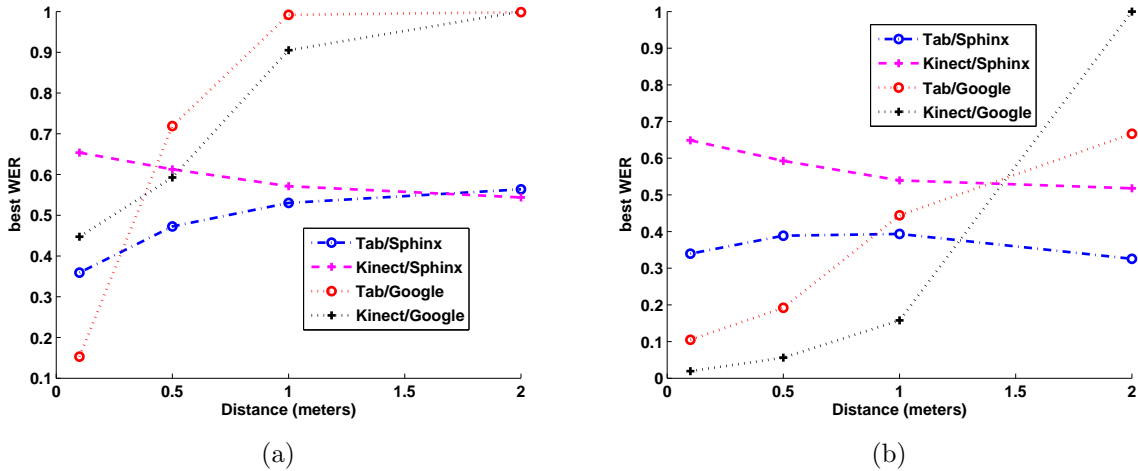 1
0.9
0.8
0.7
0.6
0.5
0.4
0.3
0.2
0.1
best WER
0 0.5 1 1.5 2
Distance (meters)
Tab/Sphinx
Kinect/Sphinx
Tab/Google
Kinect/Google
(a)
1
0.9
0.8
0.7
0.6
0.5
0.4
0.3
0.2
0.1
0
best WER
0 0.5 1 1.5 2
Distance (meters)
Tab/Sphinx
Kinect/Sphinx
Tab/Google
Kinect/Google
(b)